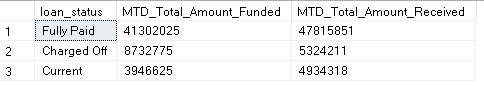 loan_status MTD_Total_Amount_Funded MTD_Total_Amount_Received
1 Fully Paid 41302025 47815851
2 Charged Off 8732775 5324211
3 Current 3946625 4934318